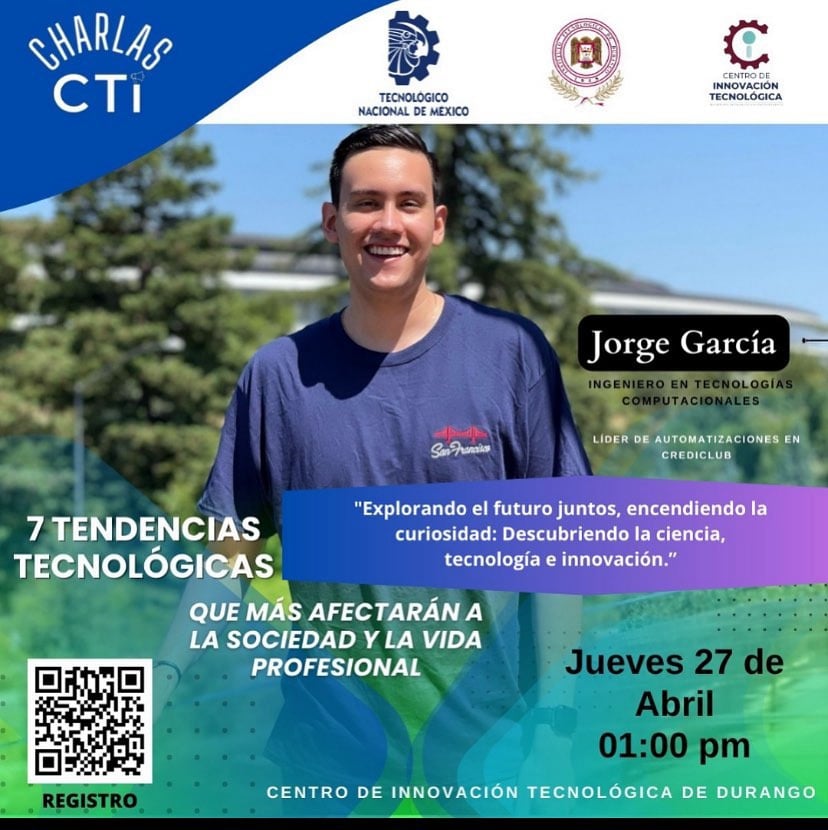 CHARLAS
CTi
TECNOLÓGICO
NACIONAL DE MÉXICO
CENTRO DE
INNOVACIÓN
TECNOLÓGICA
Jorge García
INGENIERO EN TECNOLOGÍAS
COMPUTACIONALES
LÍDER DE AUTOMATIZACIONES EN
CREDICLUB
San Francisco
"Explorando el futuro juntos, encendiendo la
curiosidad: Descubriendo la ciencia,
tecnología e innovación.”
7 TENDENCIAS
TECNOLÓGICAS
QUE MÁS AFECTARÁN A
LA SOCIEDAD Y LA VIDA
PROFESIONAL
Jueves 27 de
Abril
01:00 pm
REGISTRO
CENTRO DE INNOVACIÓN TECNOLÓGICA DE DURANGO